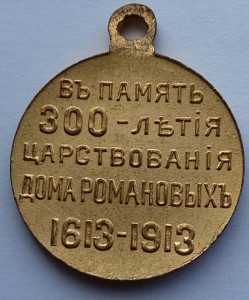 ВЪ ПАМЯТЬ
300-ЛѢТІЯ
ЦАРСТВОВАНІЯ
ДОМА РОМАНОВЫХЪ
1613-1913